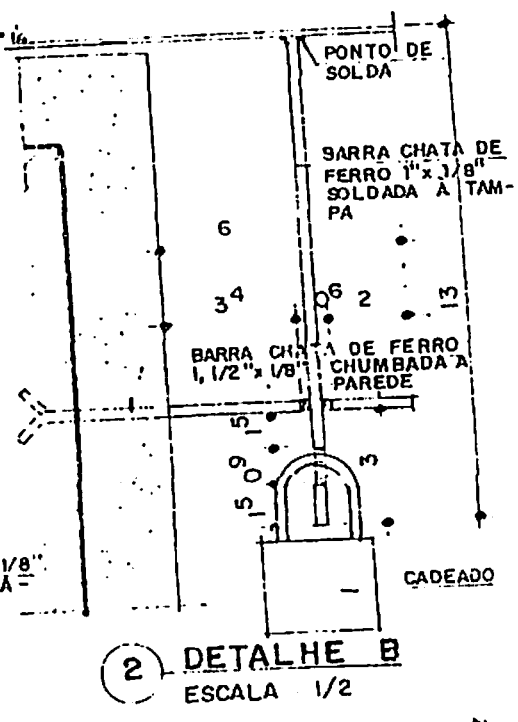 PONTO DE
SOLDA
BARRA CHATA DE
FERRO 1"x 1/8"
SOLDADA À TAM-
PA
6
3 4
6
2
13
BARRA CHATA DE FERRO
1, 1/2"x 1/8" CHUMBADA À
PAREDE
15
9
0
3
15
1/8"
CADEADO
2 DETALHE B
ESCALA 1/2